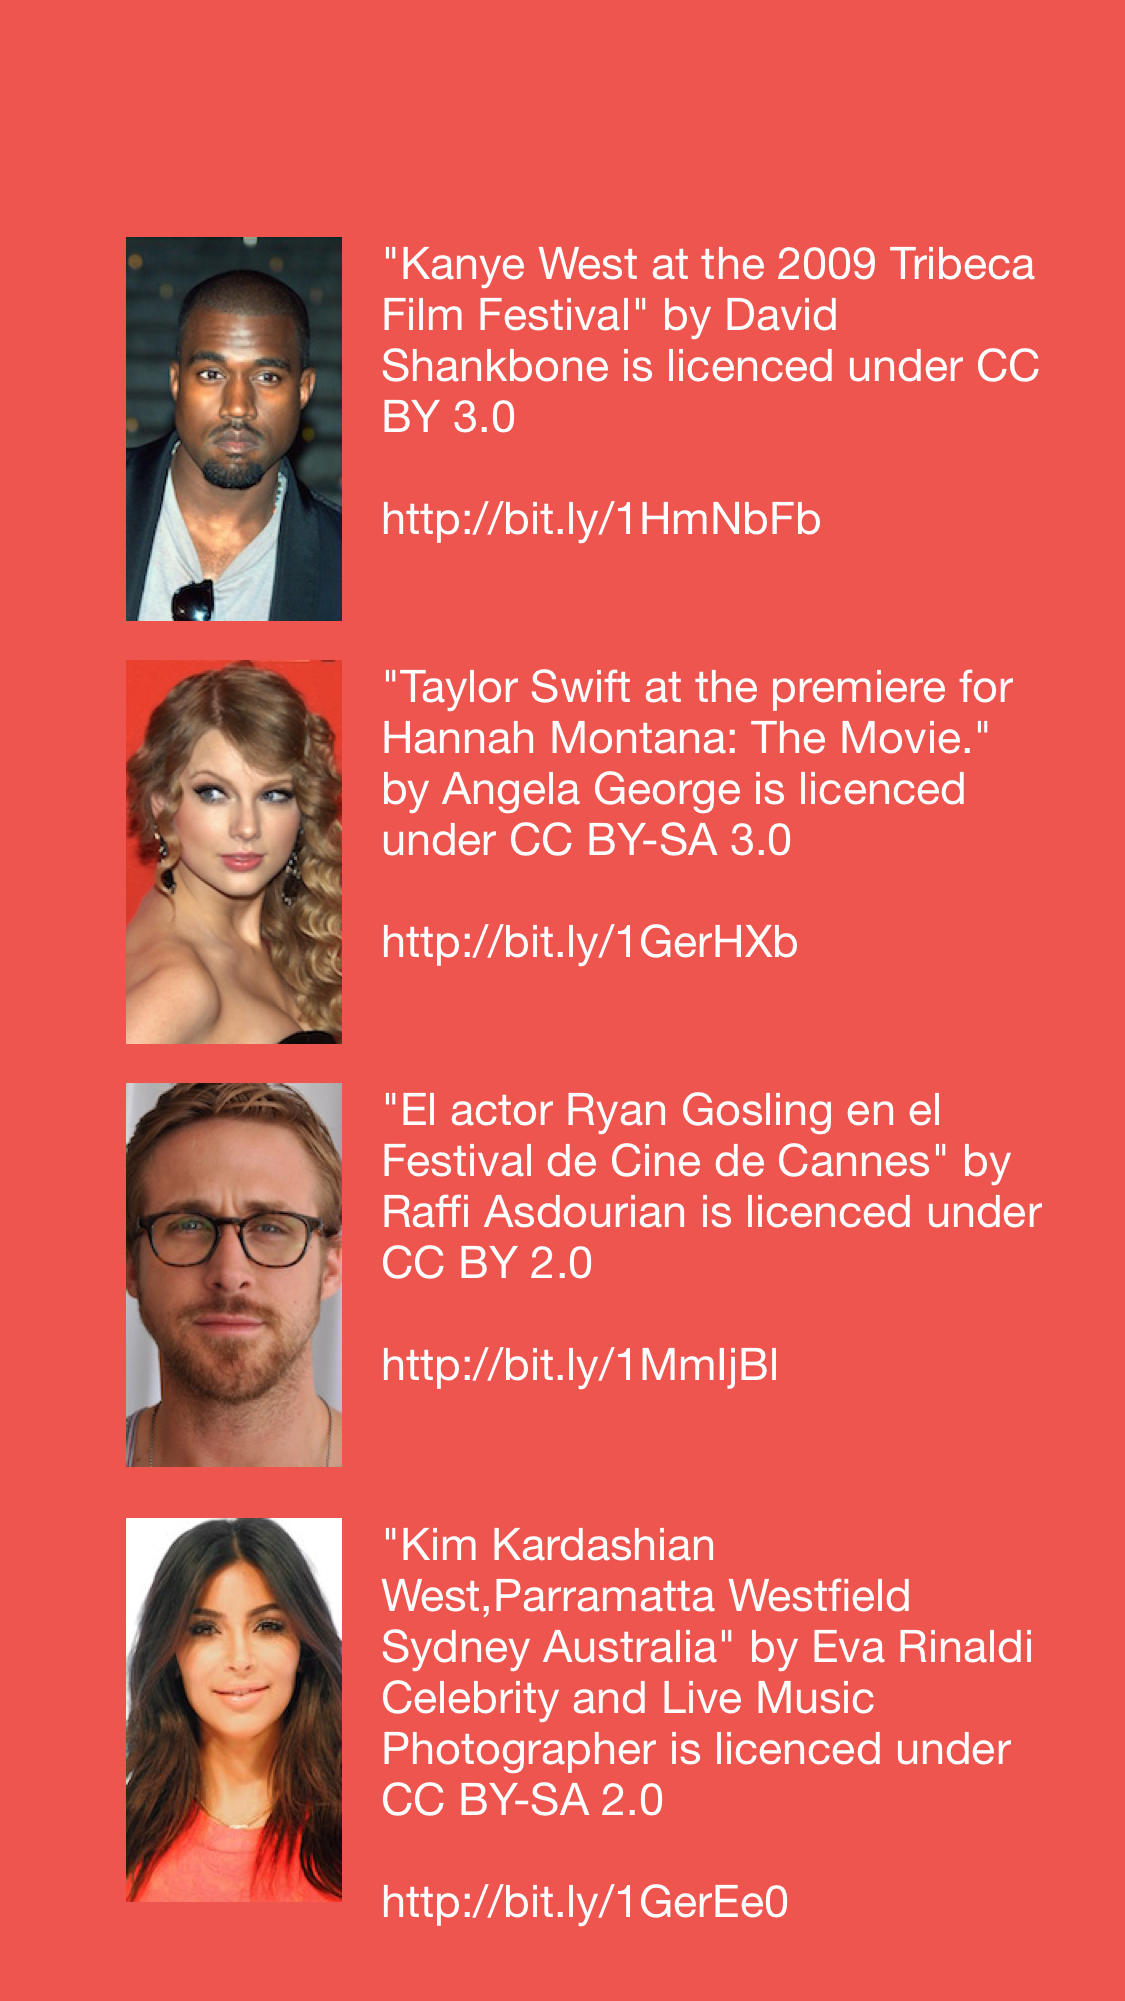 "Kanye West at the 2009 Tribeca
Film Festival" by David
Shankbone is licenced under CC
BY 3.0
http://bit.ly/1HmNbFb
"Taylor Swift at the premiere for
Hannah Montana: The Movie."
by Angela George is licenced
under CC BY-SA 3.0
http://bit.ly/1GerHXb
"El actor Ryan Gosling en el
Festival de Cine de Cannes" by
Raffi Asdourian is licenced under
CC BY 2.0
http://bit.ly/1MmIjBl
"Kim Kardashian
West,Parramatta Westfield
Sydney Australia" by Eva Rinaldi
Celebrity and Live Music
Photographer is licenced under
CC BY-SA 2.0
http://bit.ly/1GerEe0